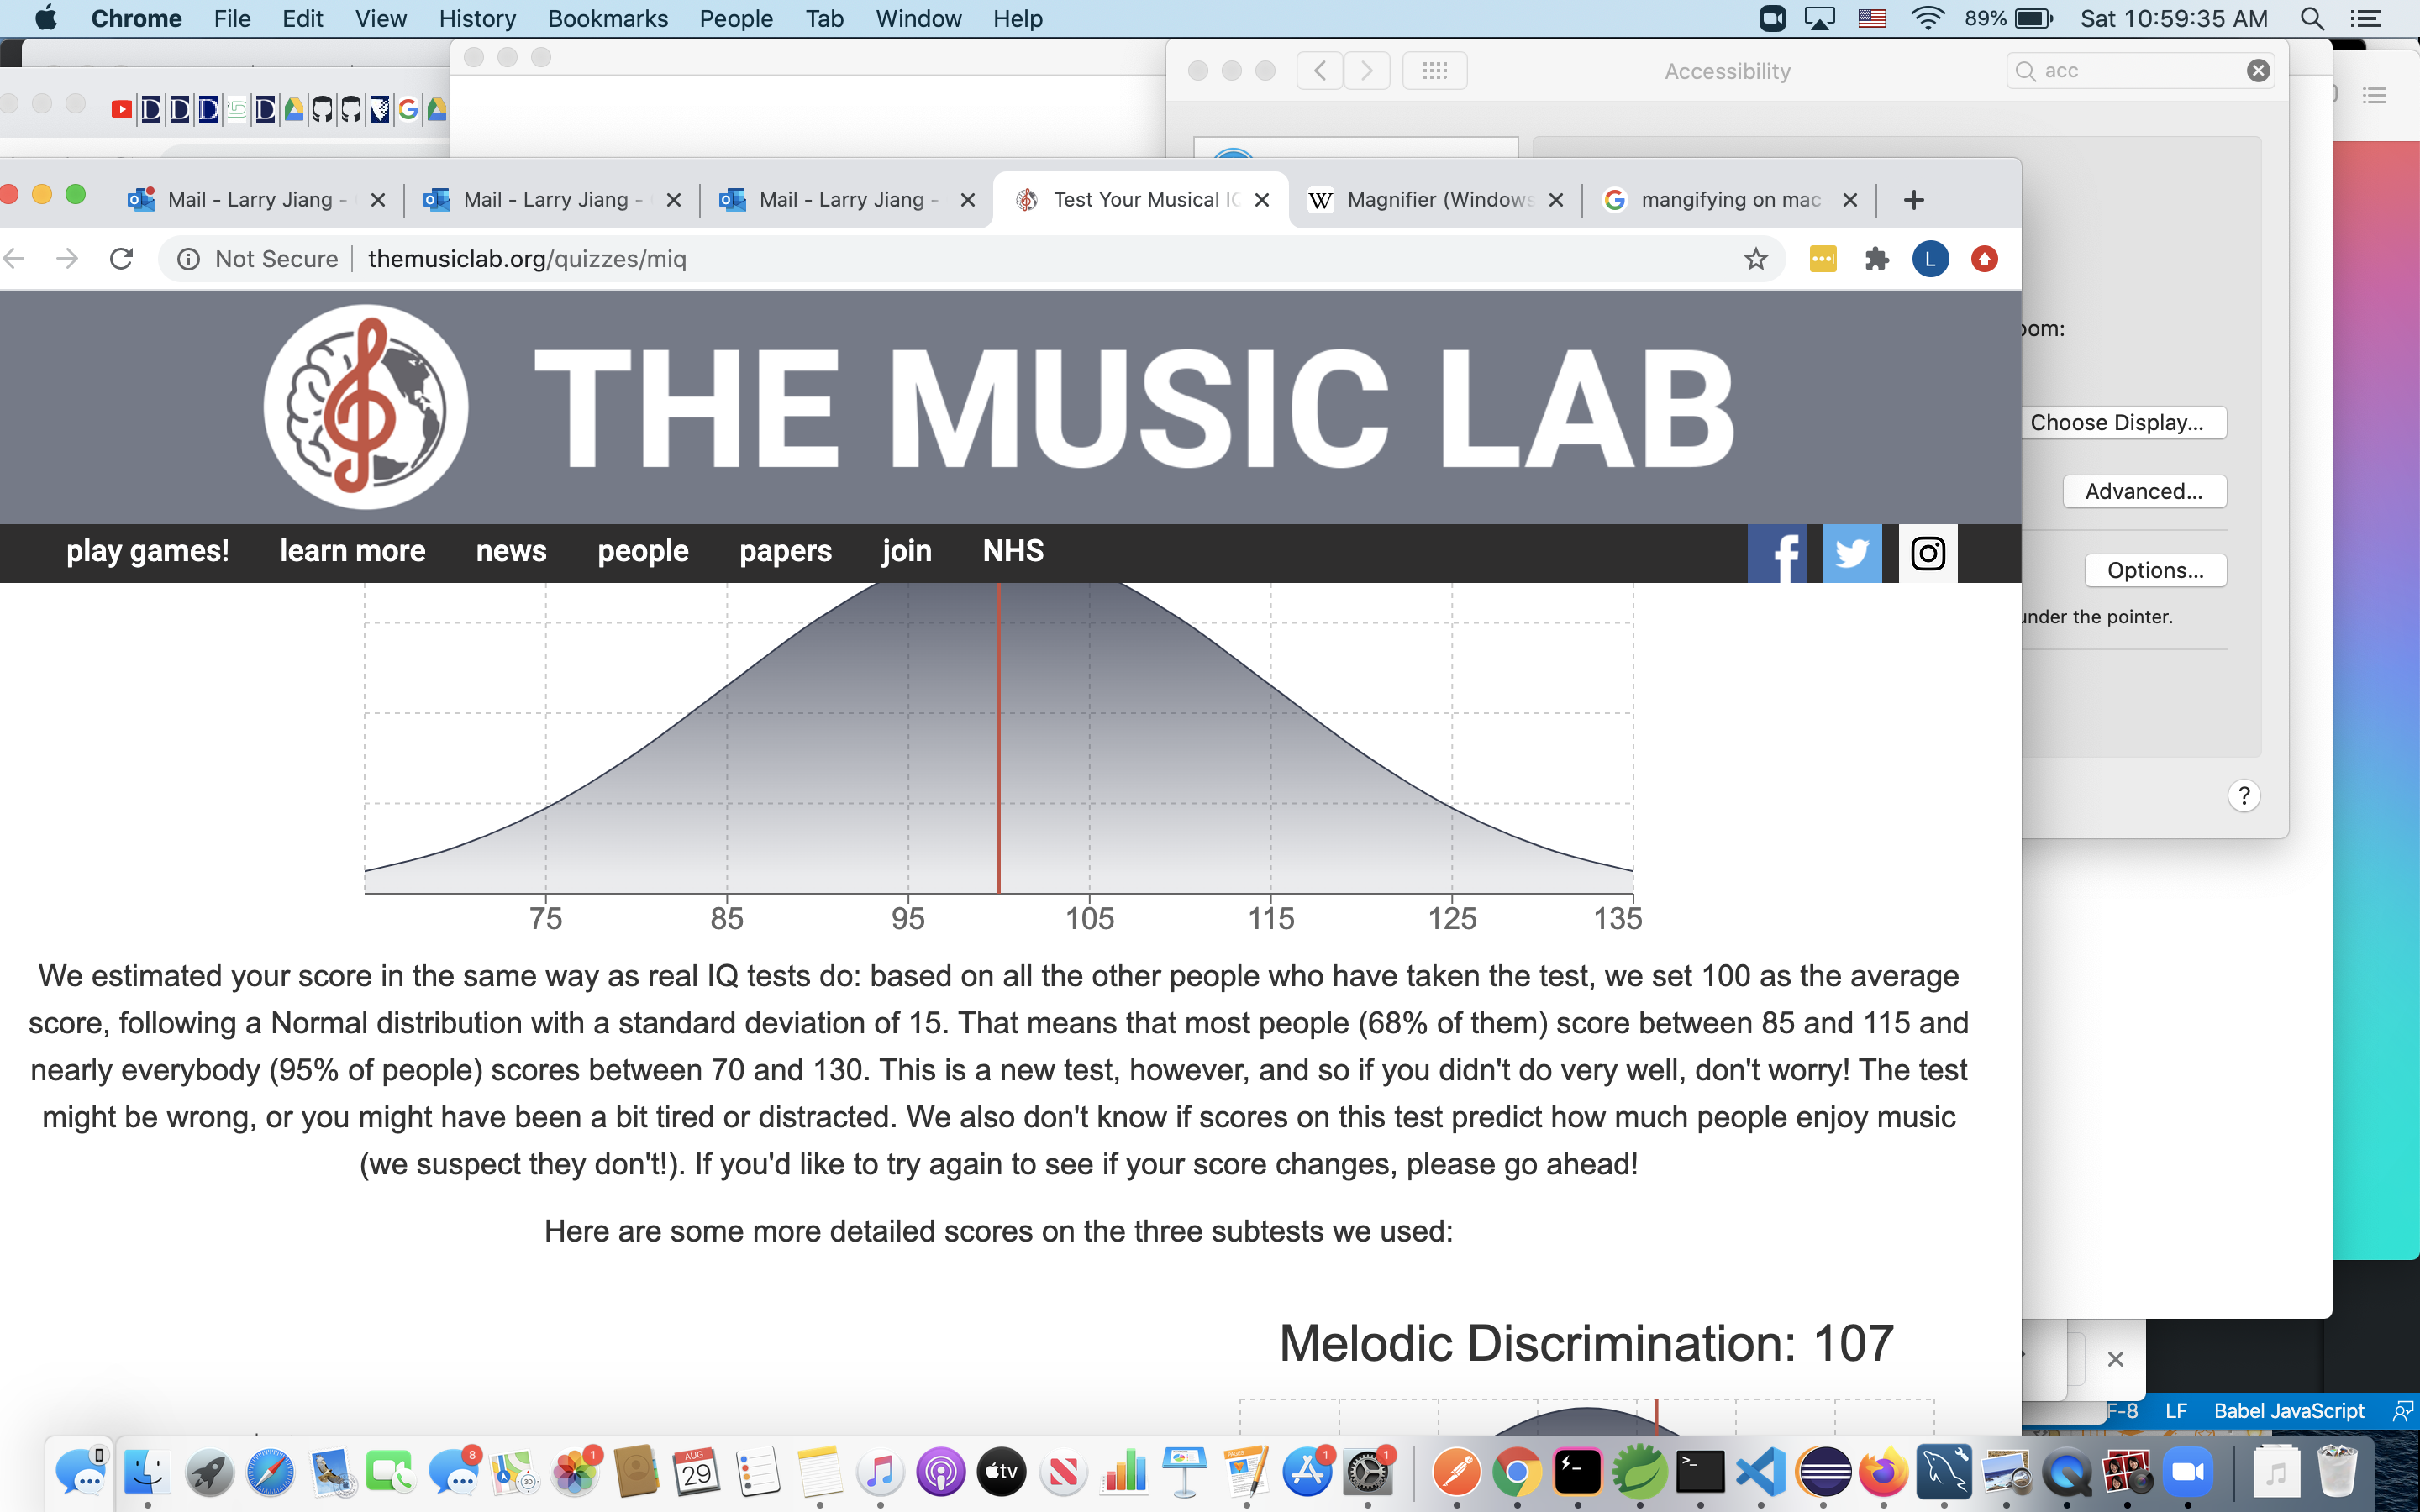 Chrome File Edit View History Bookmarks People Tab Window Help
89% Sat 10:59:35 AM
Accessibility
acc
Mail - Larry Jiang -
Mail - Larry Jiang -
Mail - Larry Jiang -
Test Your Musical IQ
Magnifier (Windows
mangifying on mac
Not Secure themusiclab.org/quizzes/miq
L
THE MUSIC LAB
play games! learn more news people papers join NHS
oom:
Choose Display...
Advanced...
Options...
under the pointer.
?
75 85 95 105 115 125 135
We estimated your score in the same way as real IQ tests do: based on all the other people who have taken the test, we set 100 as the average
score, following a Normal distribution with a standard deviation of 15. That means that most people (68% of them) score between 85 and 115 and
nearly everybody (95% of people) scores between 70 and 130. This is a new test, however, and so if you didn't do very well, don't worry! The test
might be wrong, or you might have been a bit tired or distracted. We also don't know if scores on this test predict how much people enjoy music
(we suspect they don't!). If you'd like to try again to see if your score changes, please go ahead!
Here are some more detailed scores on the three subtests we used:
Melodic Discrimination: 107
F-8 LF Babel JavaScript
8 1 AUG 29 tv PAGES 1 1